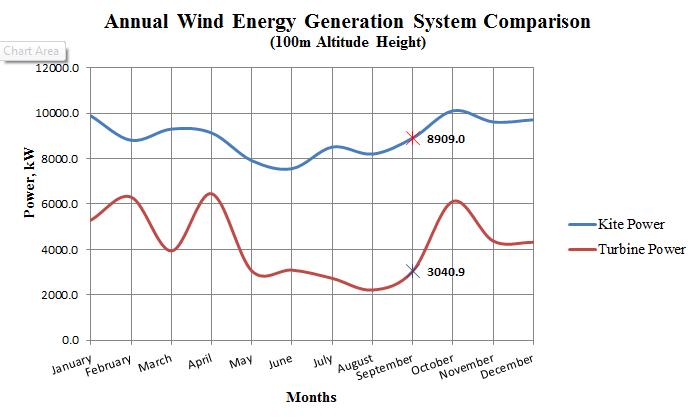 Annual Wind Energy Generation System Comparison
(100m Altitude Height)
Chart Area
12000.0
10000.0
8000.0
6000.0
4000.0
2000.0
0.0
Power, kW
8909.0
3040.9
Kite Power
Turbine Power
January
February
March
April
May
June
July
August
September
October
November
December
Months